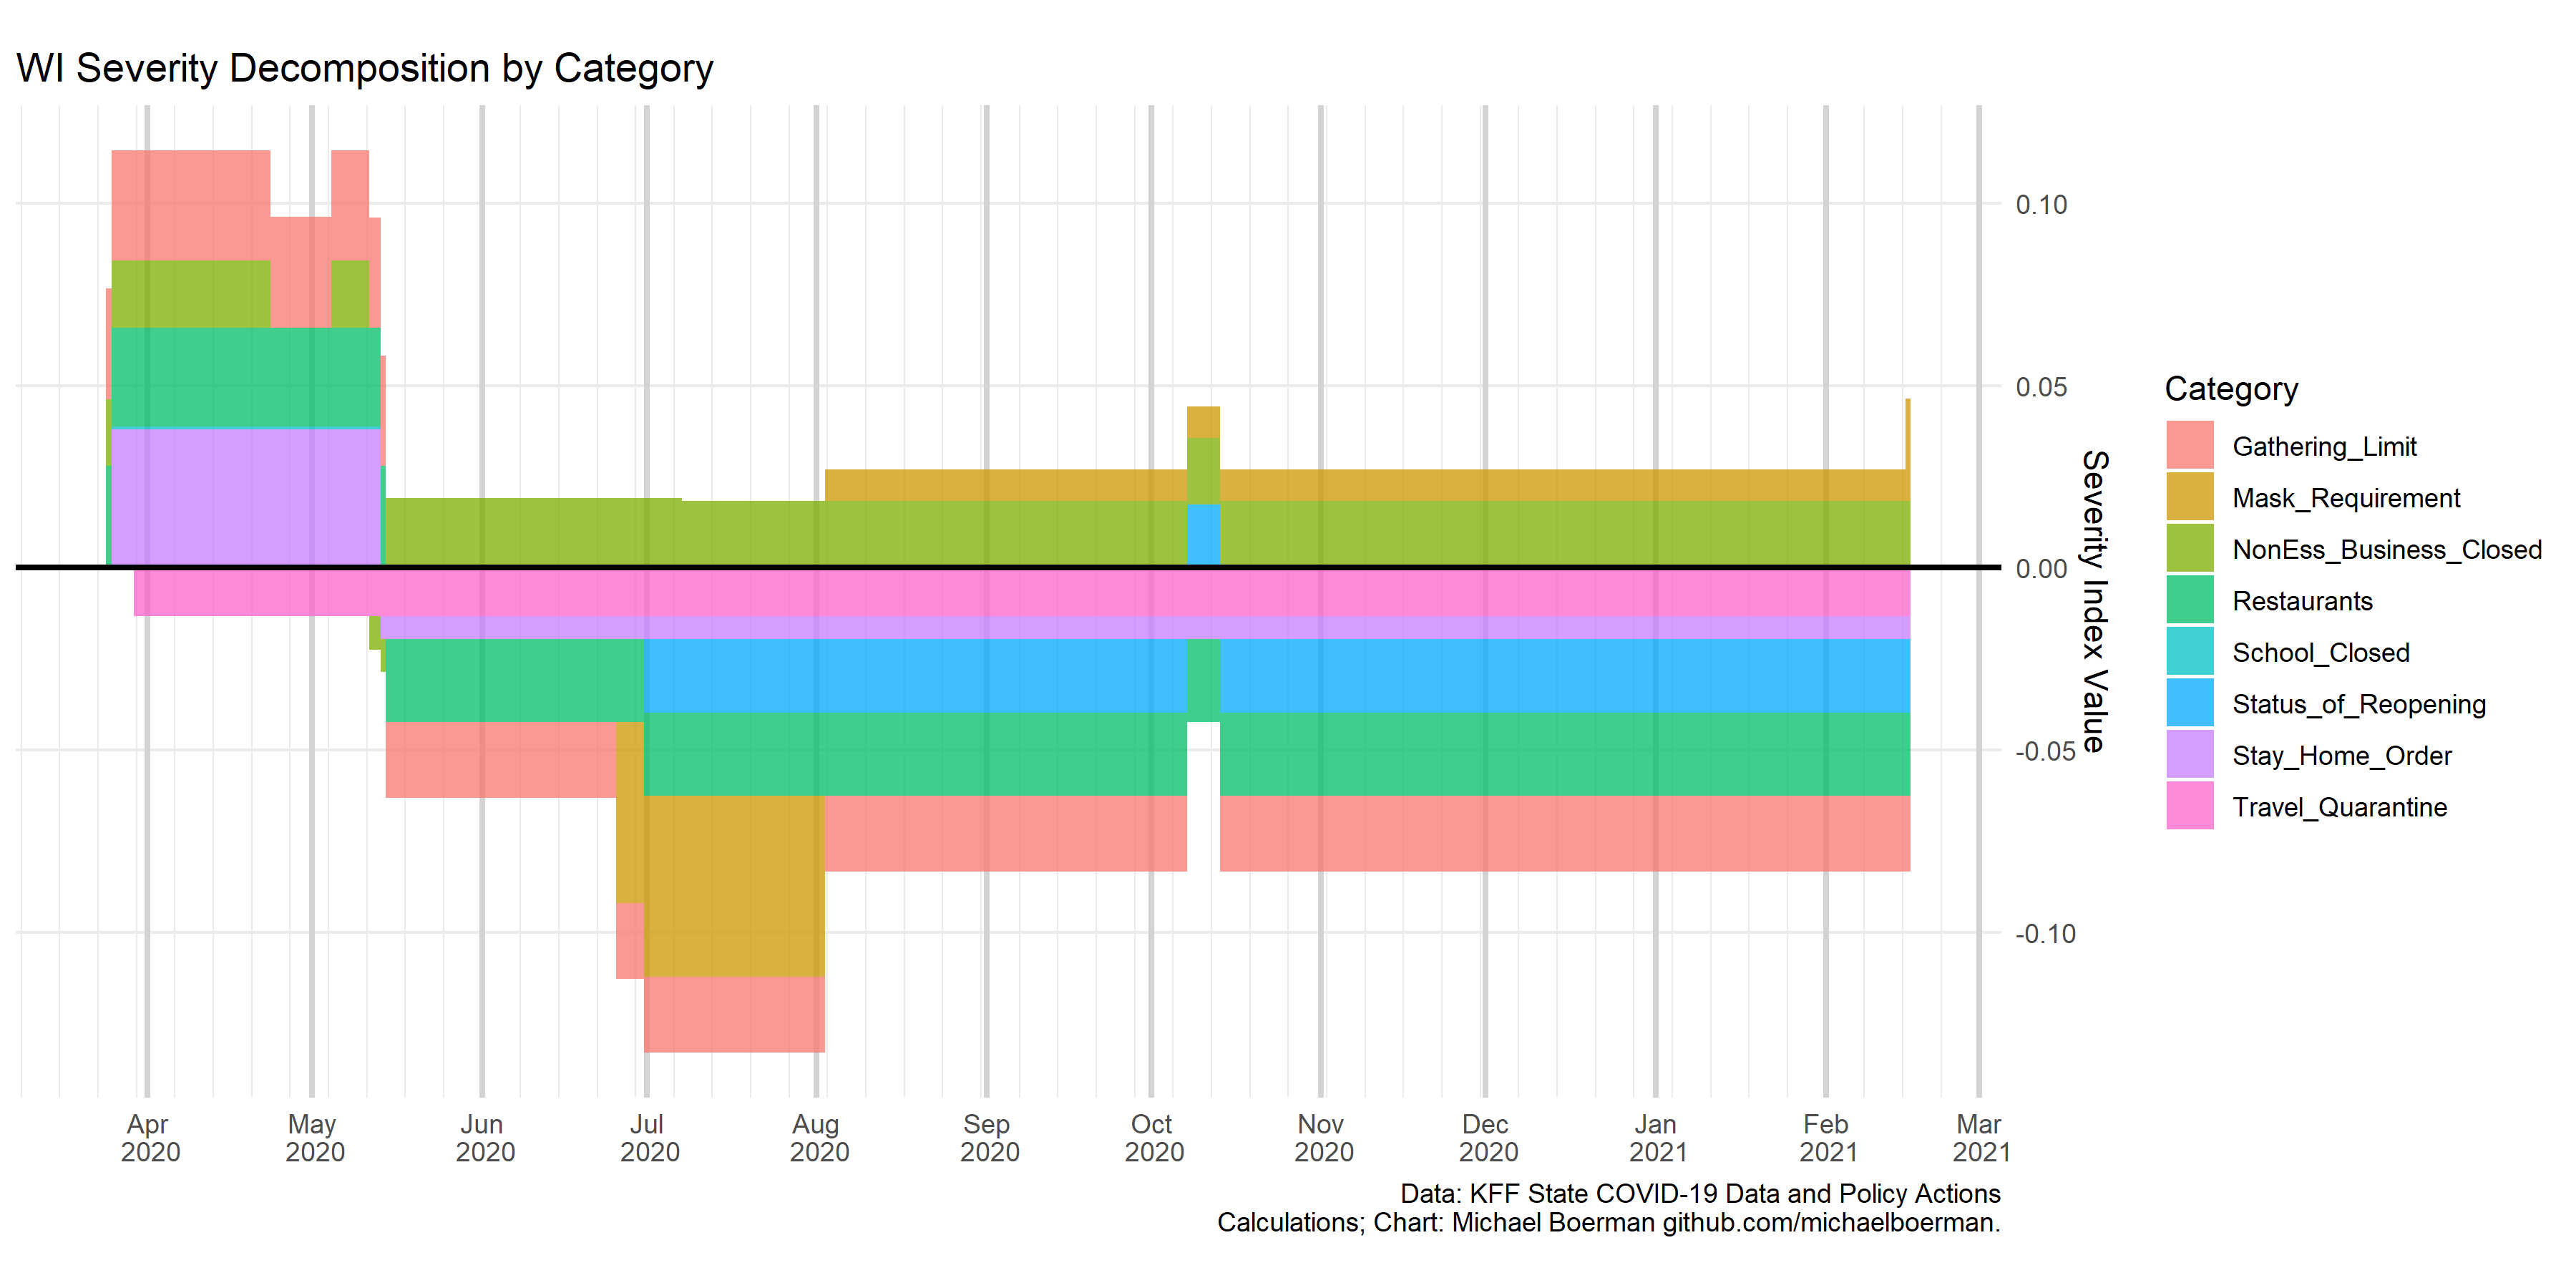 WI Severity Decomposition by Category
0.10
0.05
0.00
-0.05
-0.10
Severity Index Value
Category
Gathering_Limit
Mask_Requirement
NonEss_Business_Closed
Restaurants
School_Closed
Status_of_Reopening
Stay_Home_Order
Travel_Quarantine
Apr 2020
May 2020
Jun 2020
Jul 2020
Aug 2020
Sep 2020
Oct 2020
Nov 2020
Dec 2020
Jan 2021
Feb 2021
Mar 2021
Data: KFF State COVID-19 Data and Policy Actions
Calculations; Chart: Michael Boerman github.com/michaelboerman.